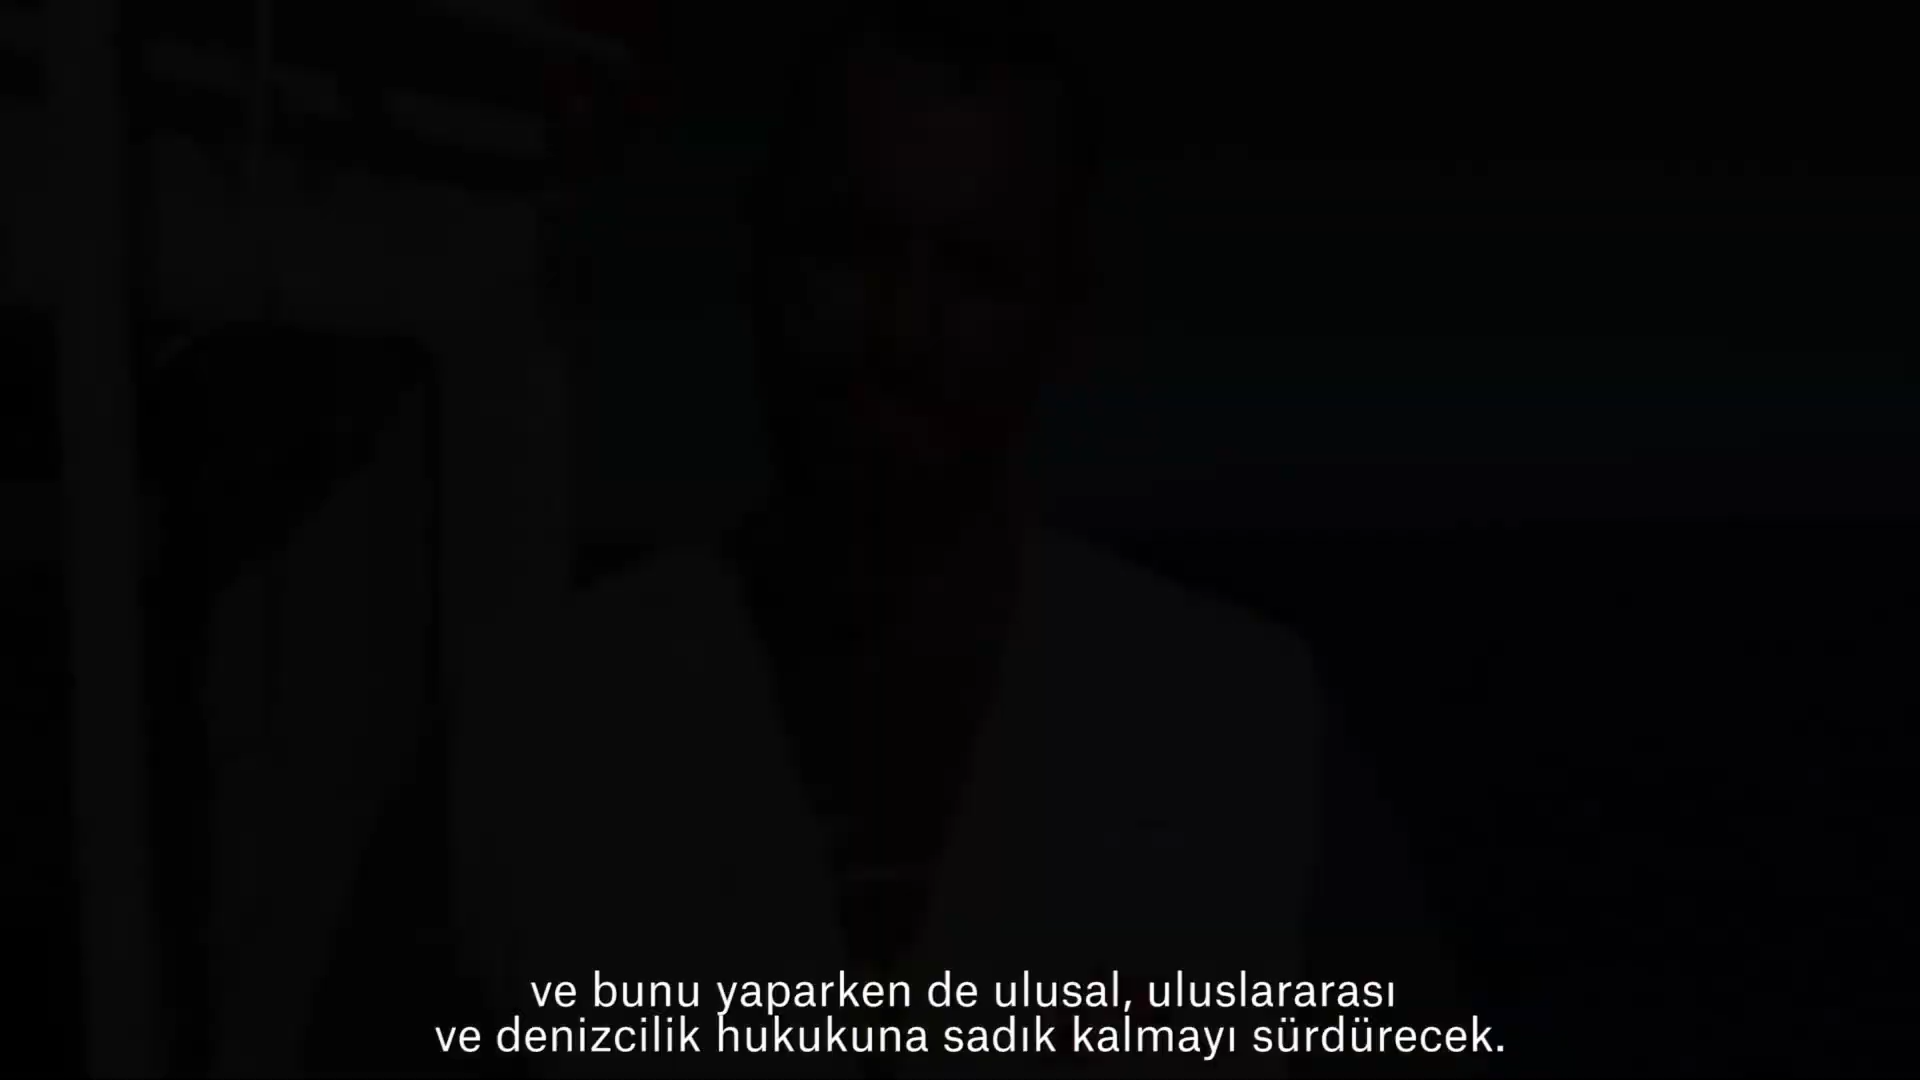 ve bunu yaparken de ulusal, uluslararası
ve denizcilik hukukuna sadık kalmayı sürdürecek.